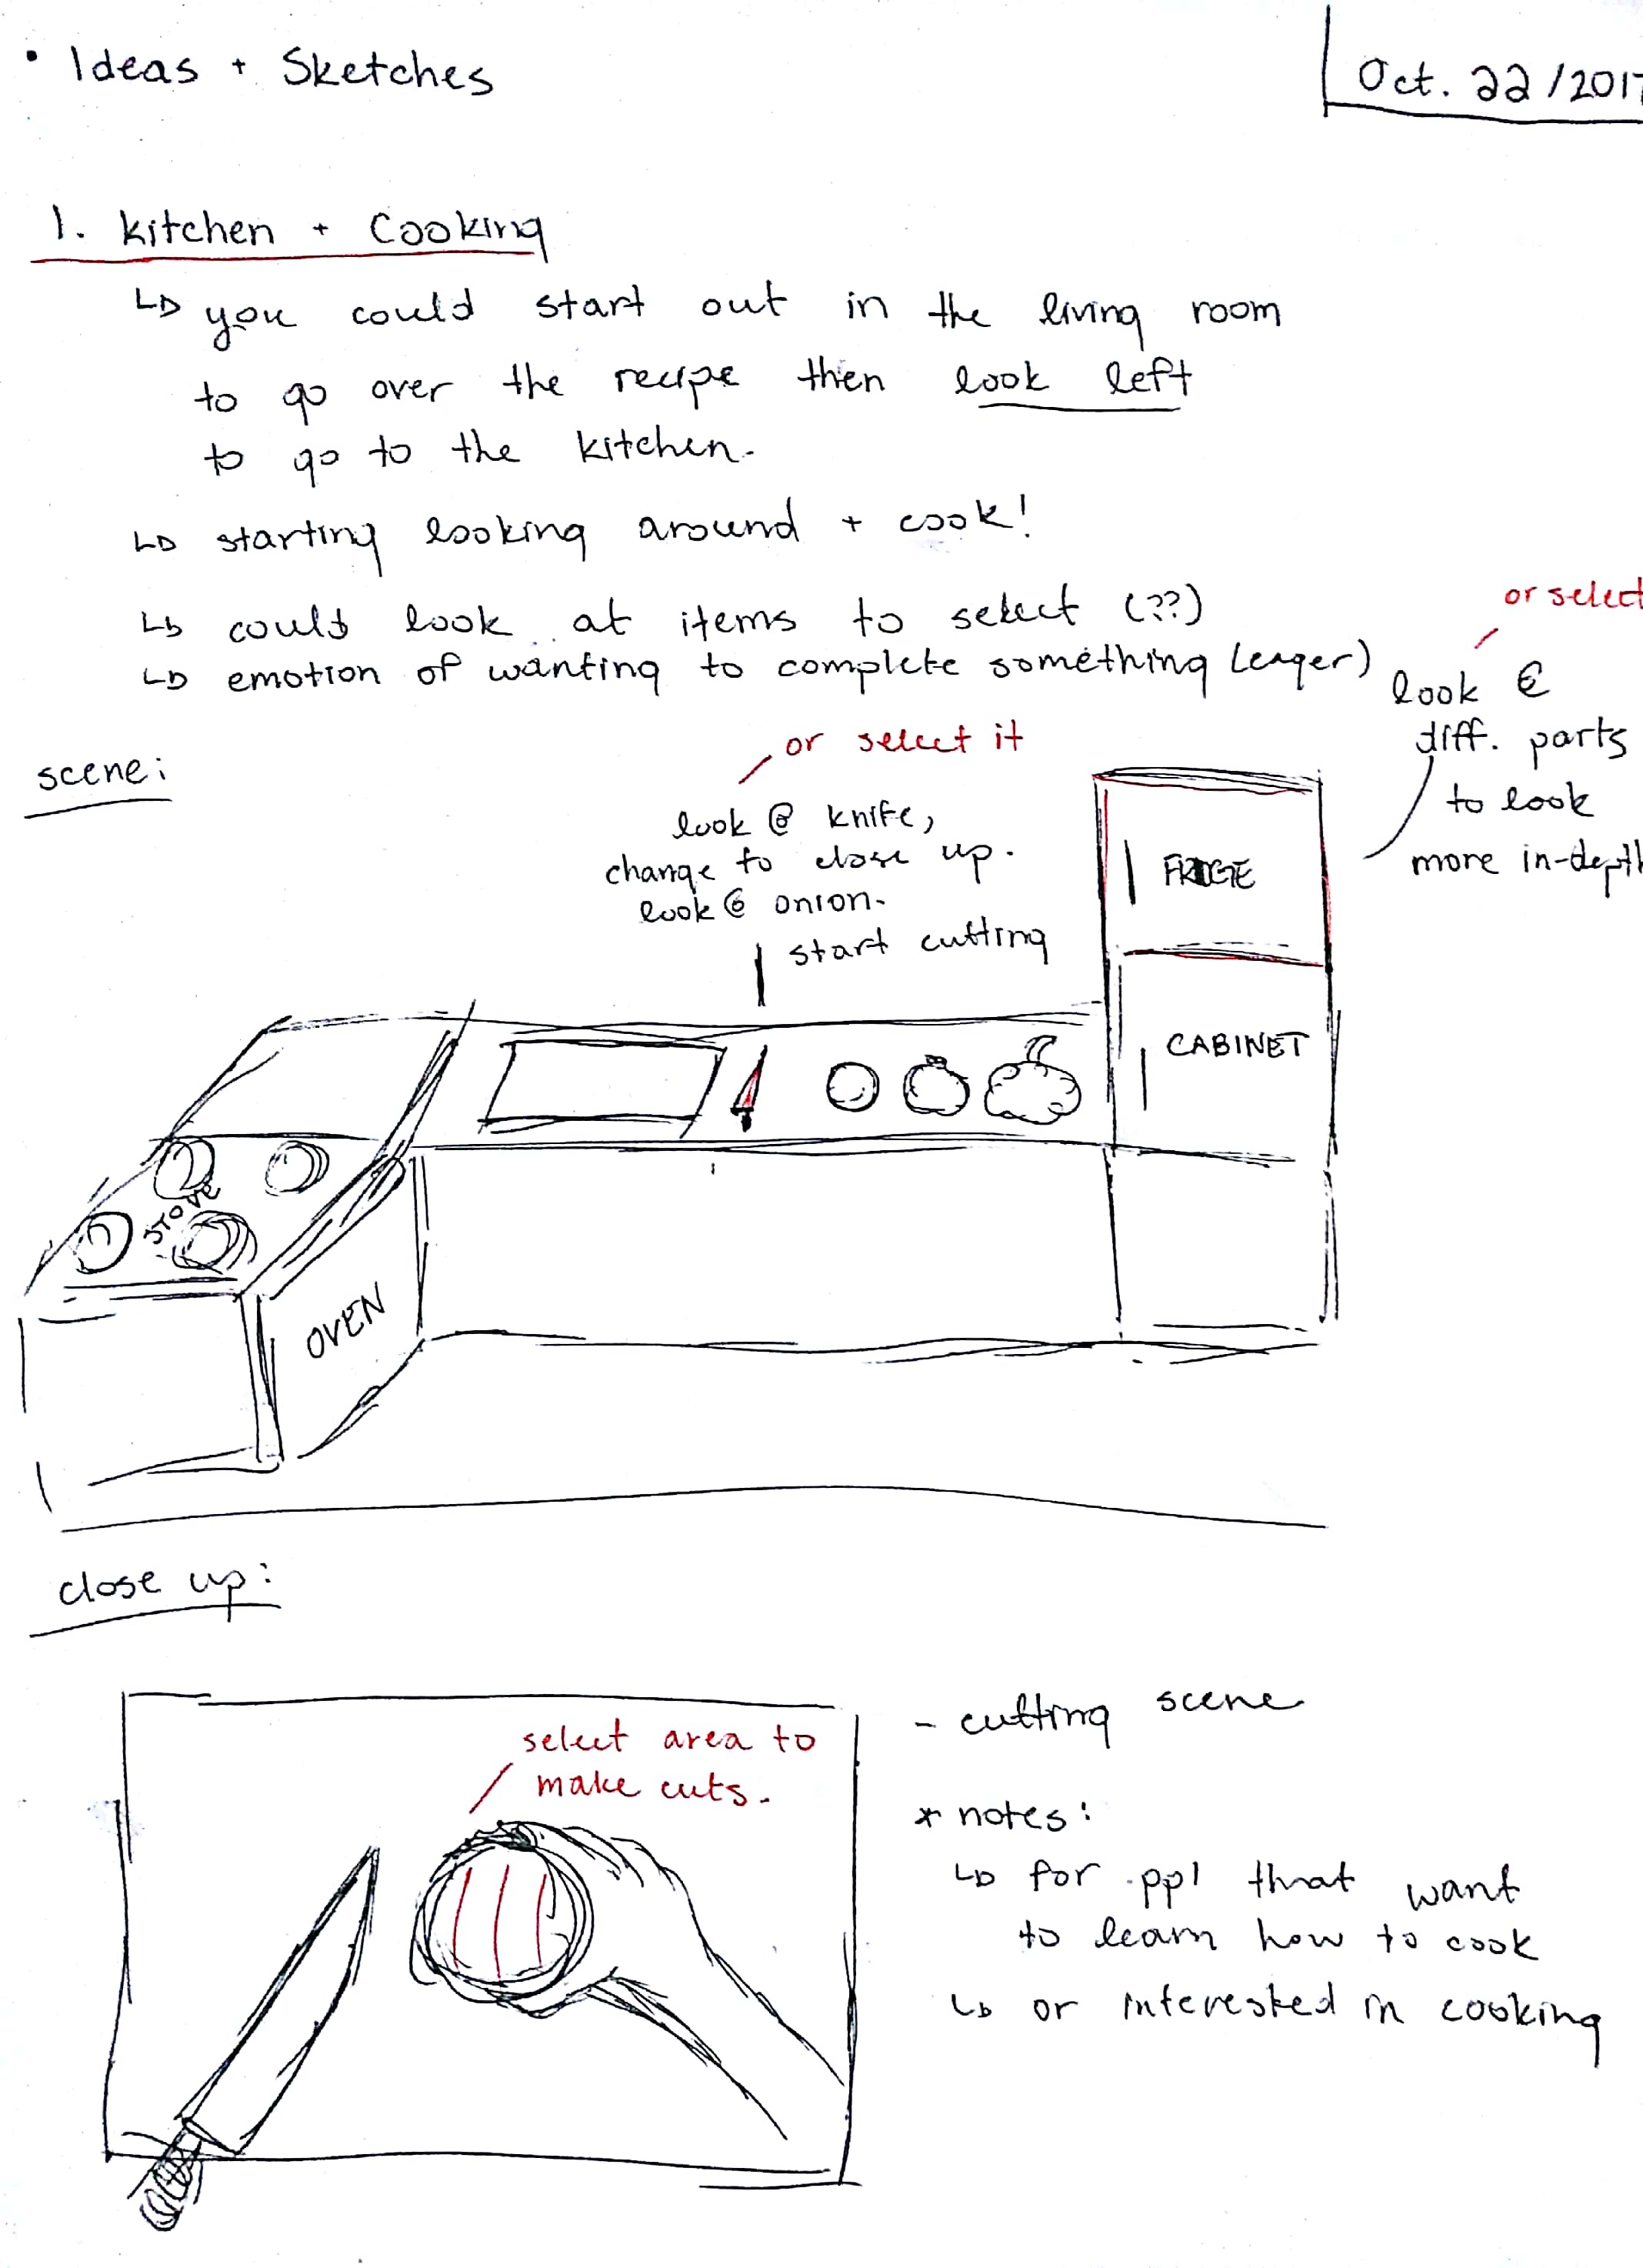 • Ideas + Sketches
Oct. 22/2017
1. kitchen + Cooking
↳ you could start out in the living room
to go over the recipe then look left
to go to the kitchen.
↳ starting looking around + cook!
↳ could look at items to select (??)
↳ emotion of wanting to complete something (eager)
or select
look @
diff. parts
to look
more in-depth
scene:
or select it
look @ knife,
change to close up.
look @ onion.
start cutting
FRIDGE
CABINET
STOVE
OVEN
close up:
select area to
make cuts.
- cutting scene
* notes:
↳ for ppl that want
to learn how to cook
↳ or interested in cooking